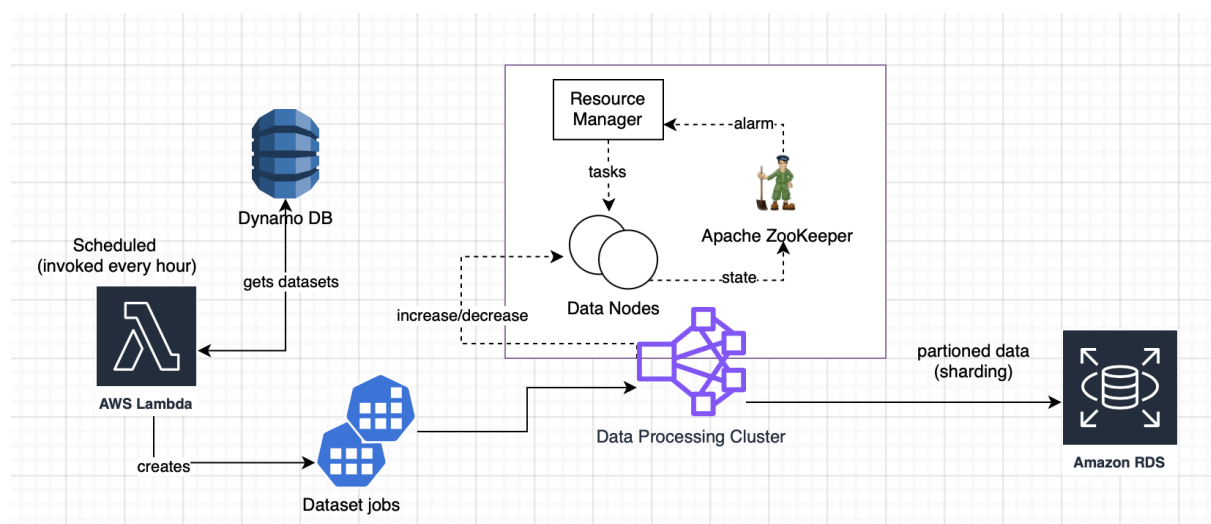 Resource
Manager
alarm
tasks
Dynamo DB
Apache ZooKeeper
Scheduled
(invoked every hour)
gets datasets
state
increase/decrease
Data Nodes
partioned data
(sharding)
AWS Lambda
Data Processing Cluster
creates
Amazon RDS
Dataset jobs